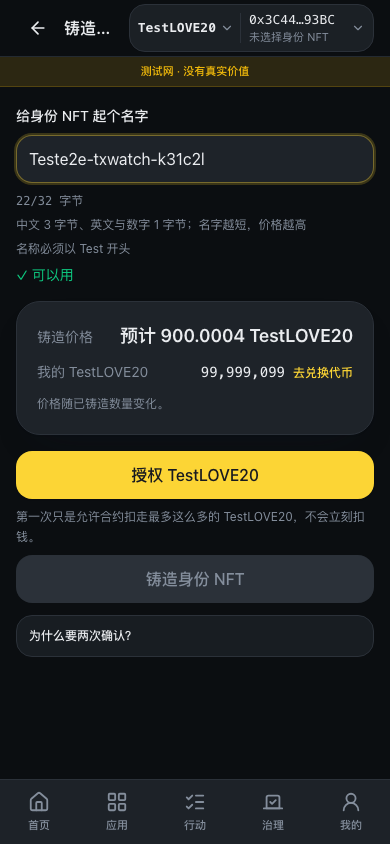 铸造...
TestLOVE20
0x3C44…93BC
未选择身份 NFT
测试网 · 没有真实价值
给身份 NFT 起个名字
Teste2e-txwatch-k31c2l
22/32 字节
中文 3 字节、英文与数字 1 字节；名字越短，价格越高
名称必须以 Test 开头
✓ 可以用
铸造价格 预计 900.0004 TestLOVE20
我的 TestLOVE20 99,999,099 去兑换代币
价格随已铸造数量变化。
授权 TestLOVE20
第一次只是允许合约扣走最多这么多的 TestLOVE20，不会立刻扣
钱。
铸造身份 NFT
为什么要两次确认?
首页 应用 行动 治理 我的